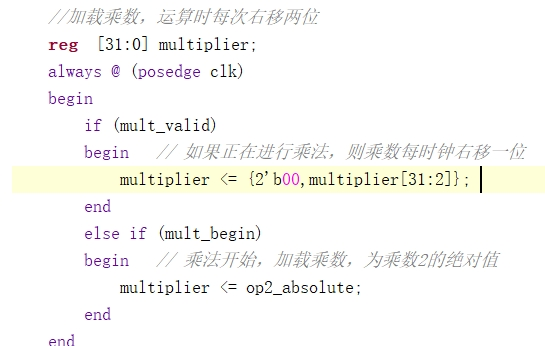 //加载乘数，运算时每次右移两位
reg  [31:0] multiplier;
always @ (posedge clk)
begin
    if (mult_valid)
    begin   // 如果正在进行乘法，则乘数每时钟右移一位
        multiplier <= {2'b00,multiplier[31:2]};
    end
    else if (mult_begin)
    begin   // 乘法开始，加载乘数，为乘数2的绝对值
        multiplier <= op2_absolute;
    end
end